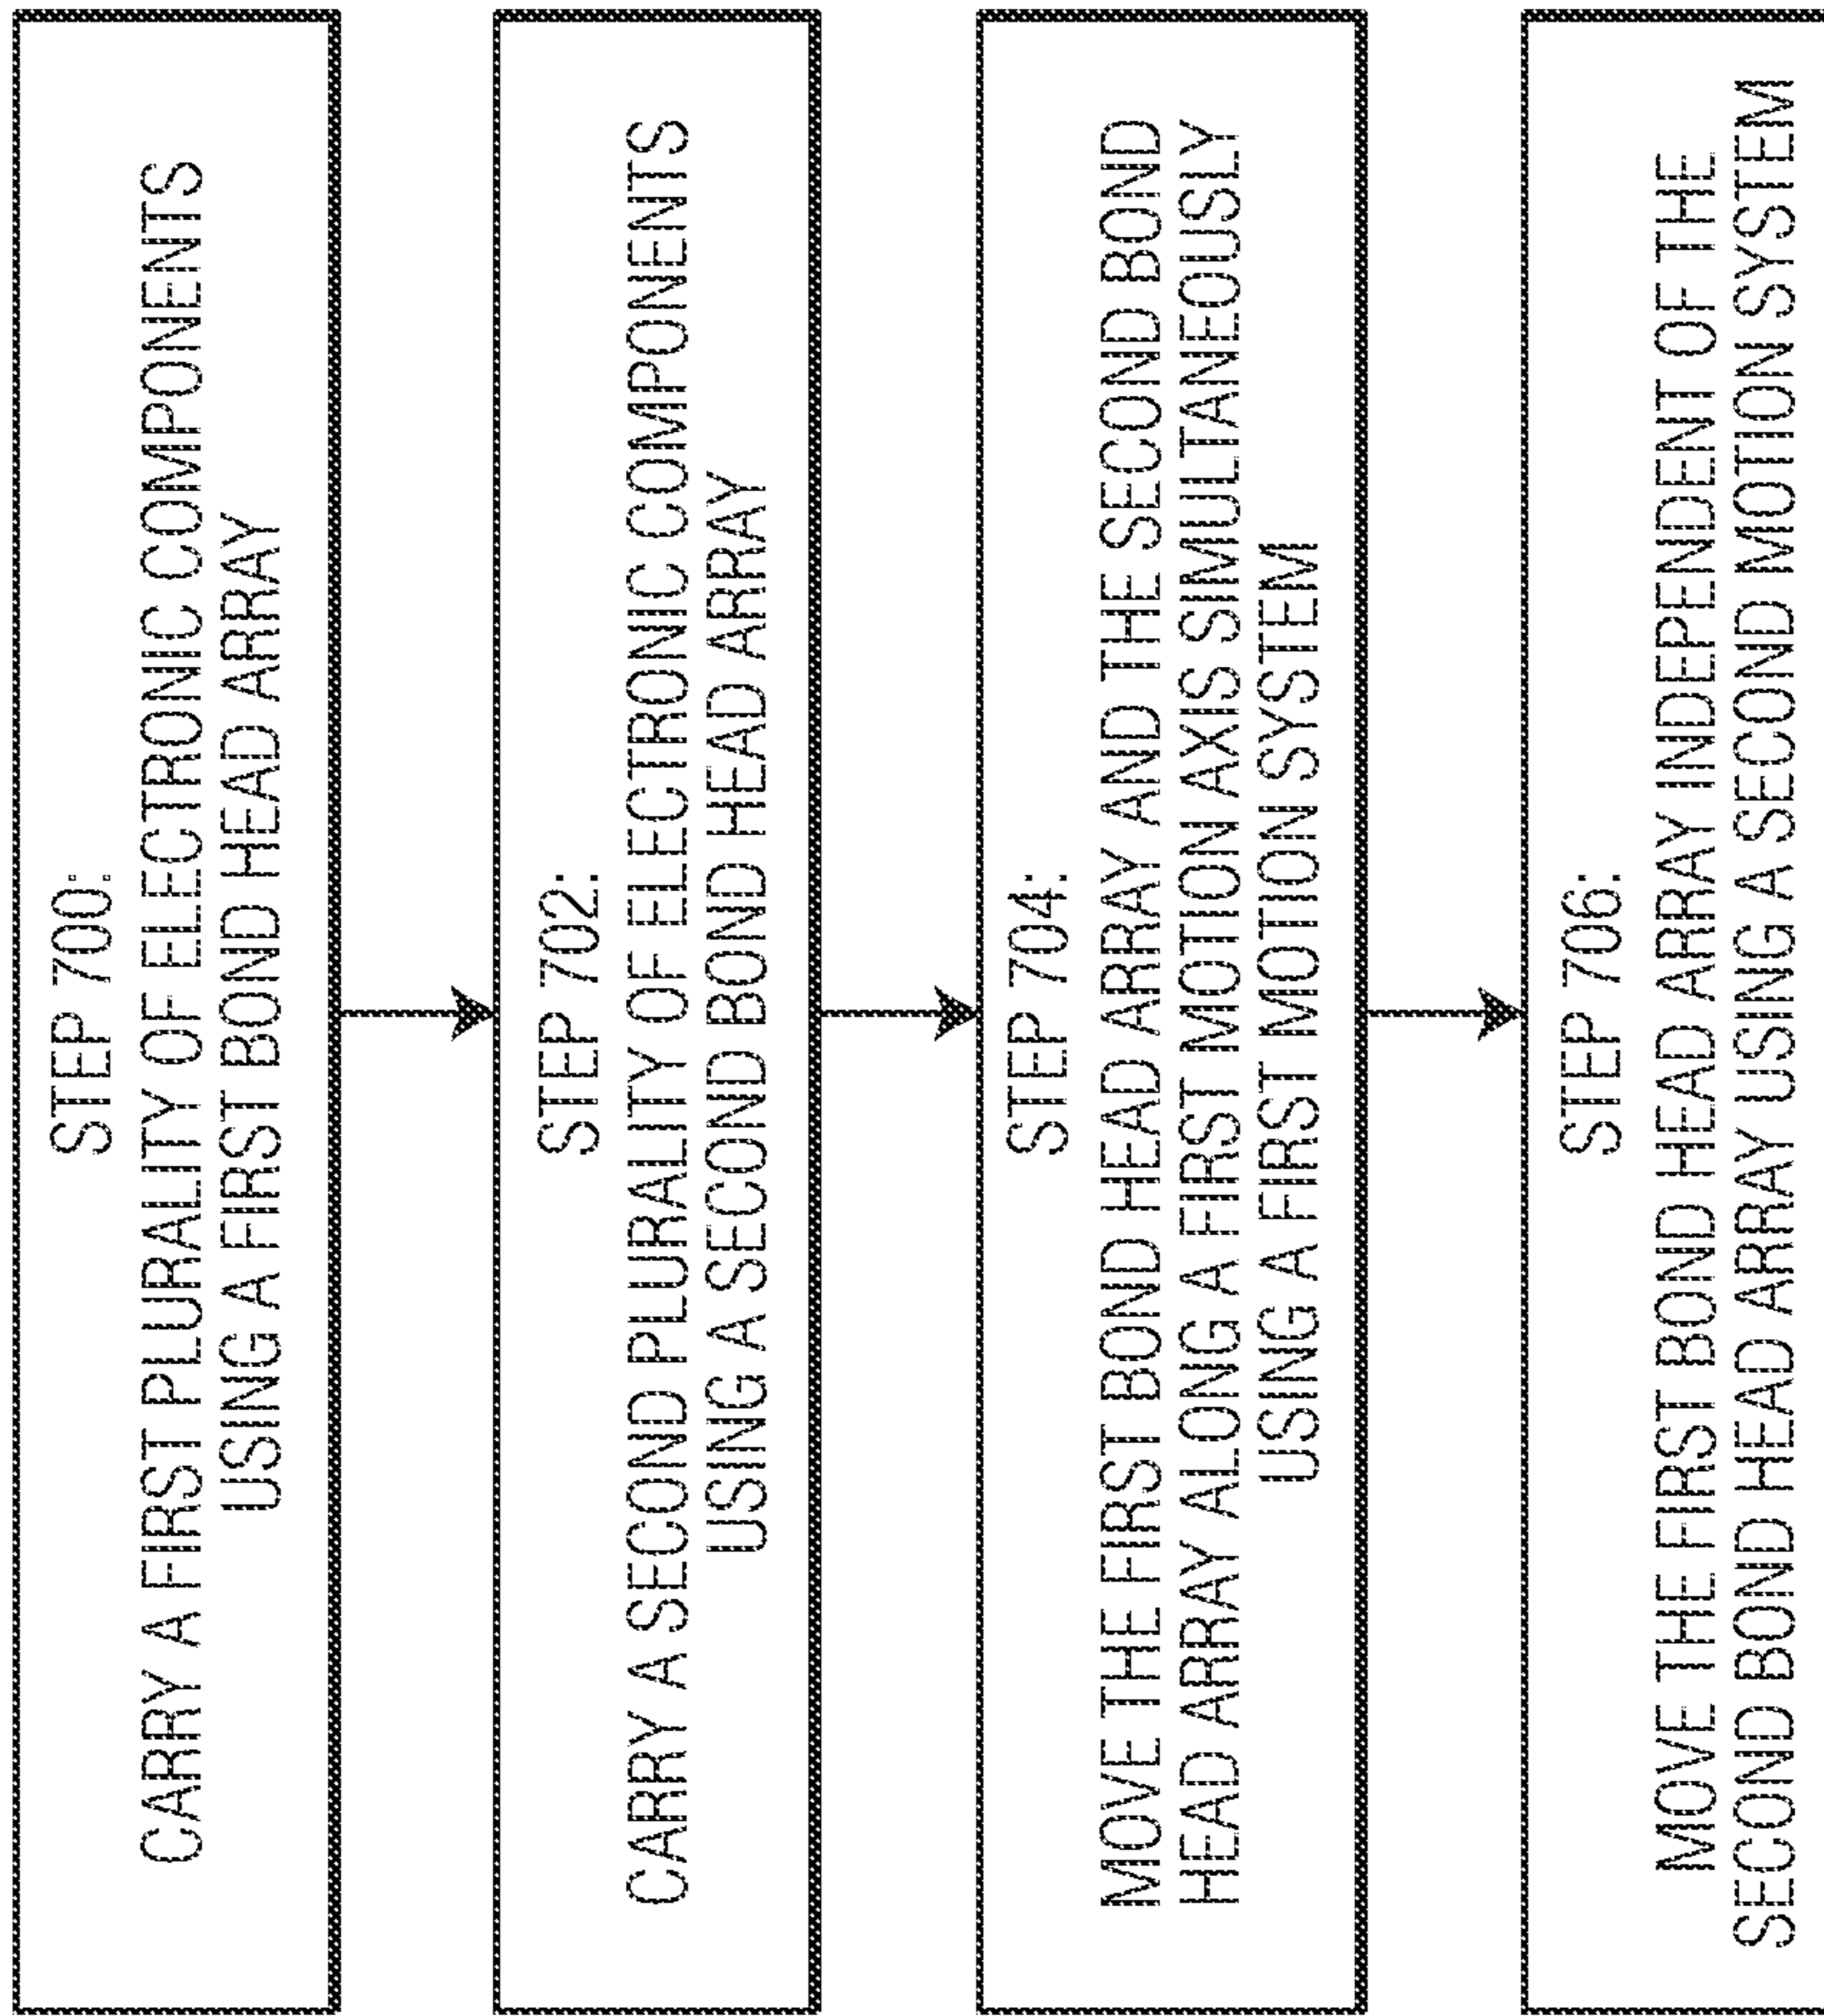 STEP 700:
CARRY A FIRST PLURALITY OF ELECTRONIC COMPONENTS
USING A FIRST BOND HEAD ARRAY
STEP 702:
CARRY A SECOND PLURALITY OF ELECTRONIC COMPONENTS
USING A SECOND BOND HEAD ARRAY
STEP 704:
MOVE THE FIRST BOND HEAD ARRAY AND THE SECOND BOND
HEAD ARRAY ALONG A FIRST MOTION AXIS SIMULTANEOUSLY
USING A FIRST MOTION SYSTEM
STEP 706:
MOVE THE FIRST BOND HEAD ARRAY INDEPENDENT OF THE
SECOND BOND HEAD ARRAY USING A SECOND MOTION SYSTEM